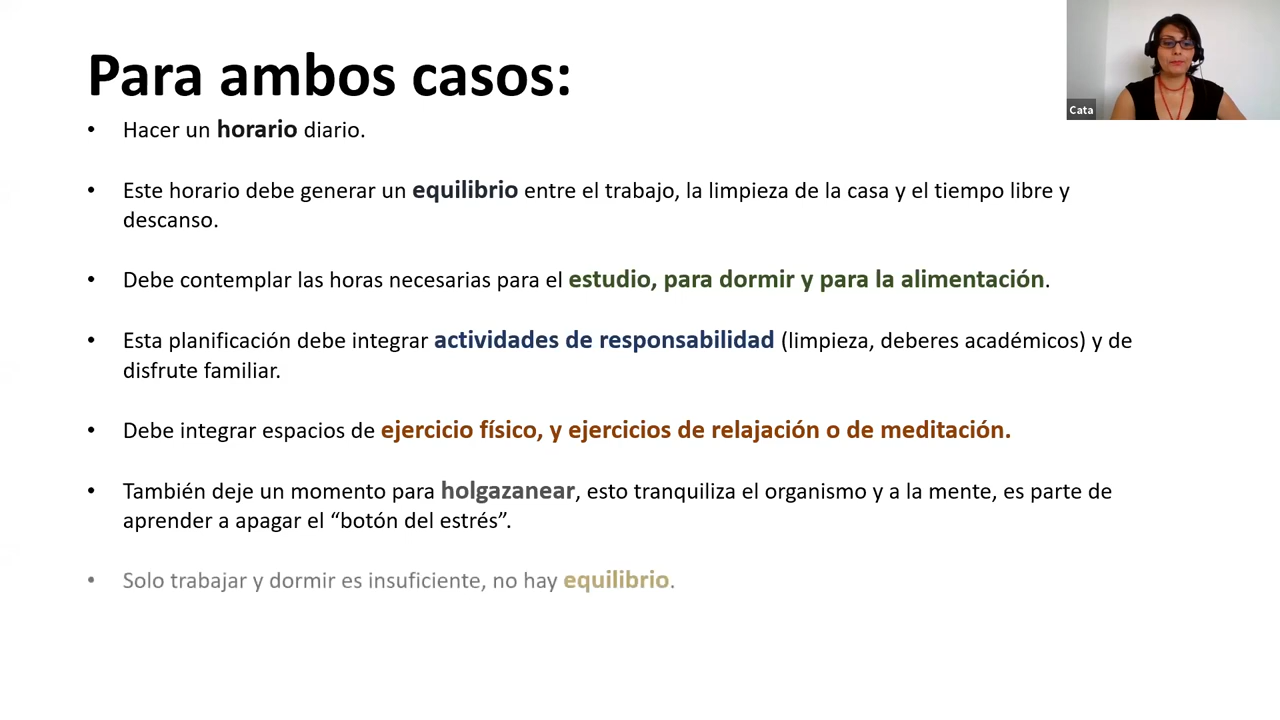 Para ambos casos:
• Hacer un horario diario.
• Este horario debe generar un equilibrio entre el trabajo, la limpieza de la casa y el tiempo libre y
descanso.
• Debe contemplar las horas necesarias para el estudio, para dormir y para la alimentación.
• Esta planificación debe integrar actividades de responsabilidad (limpieza, deberes académicos) y de
disfrute familiar.
• Debe integrar espacios de ejercicio físico, y ejercicios de relajación o de meditación.
• También deje un momento para holgazanear, esto tranquiliza el organismo y a la mente, es parte de
aprender a apagar el “botón del estrés”.
• Solo trabajar y dormir es insuficiente, no hay equilibrio.
Cata